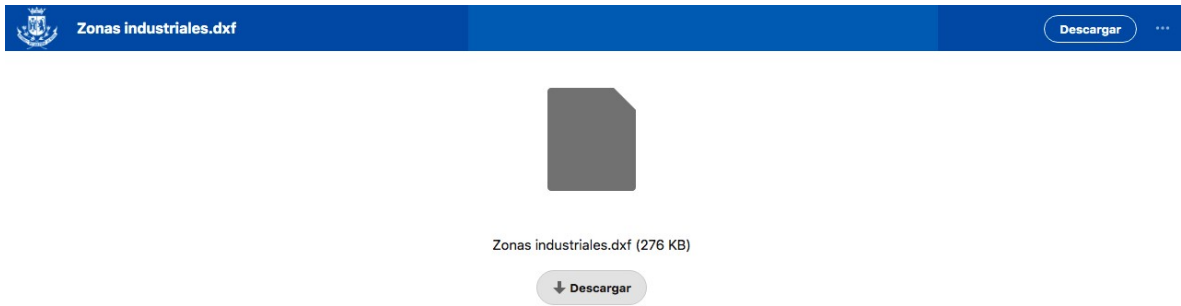 Zonas industriales.dxf
Descargar
Zonas industriales.dxf (276 KB)
Descargar